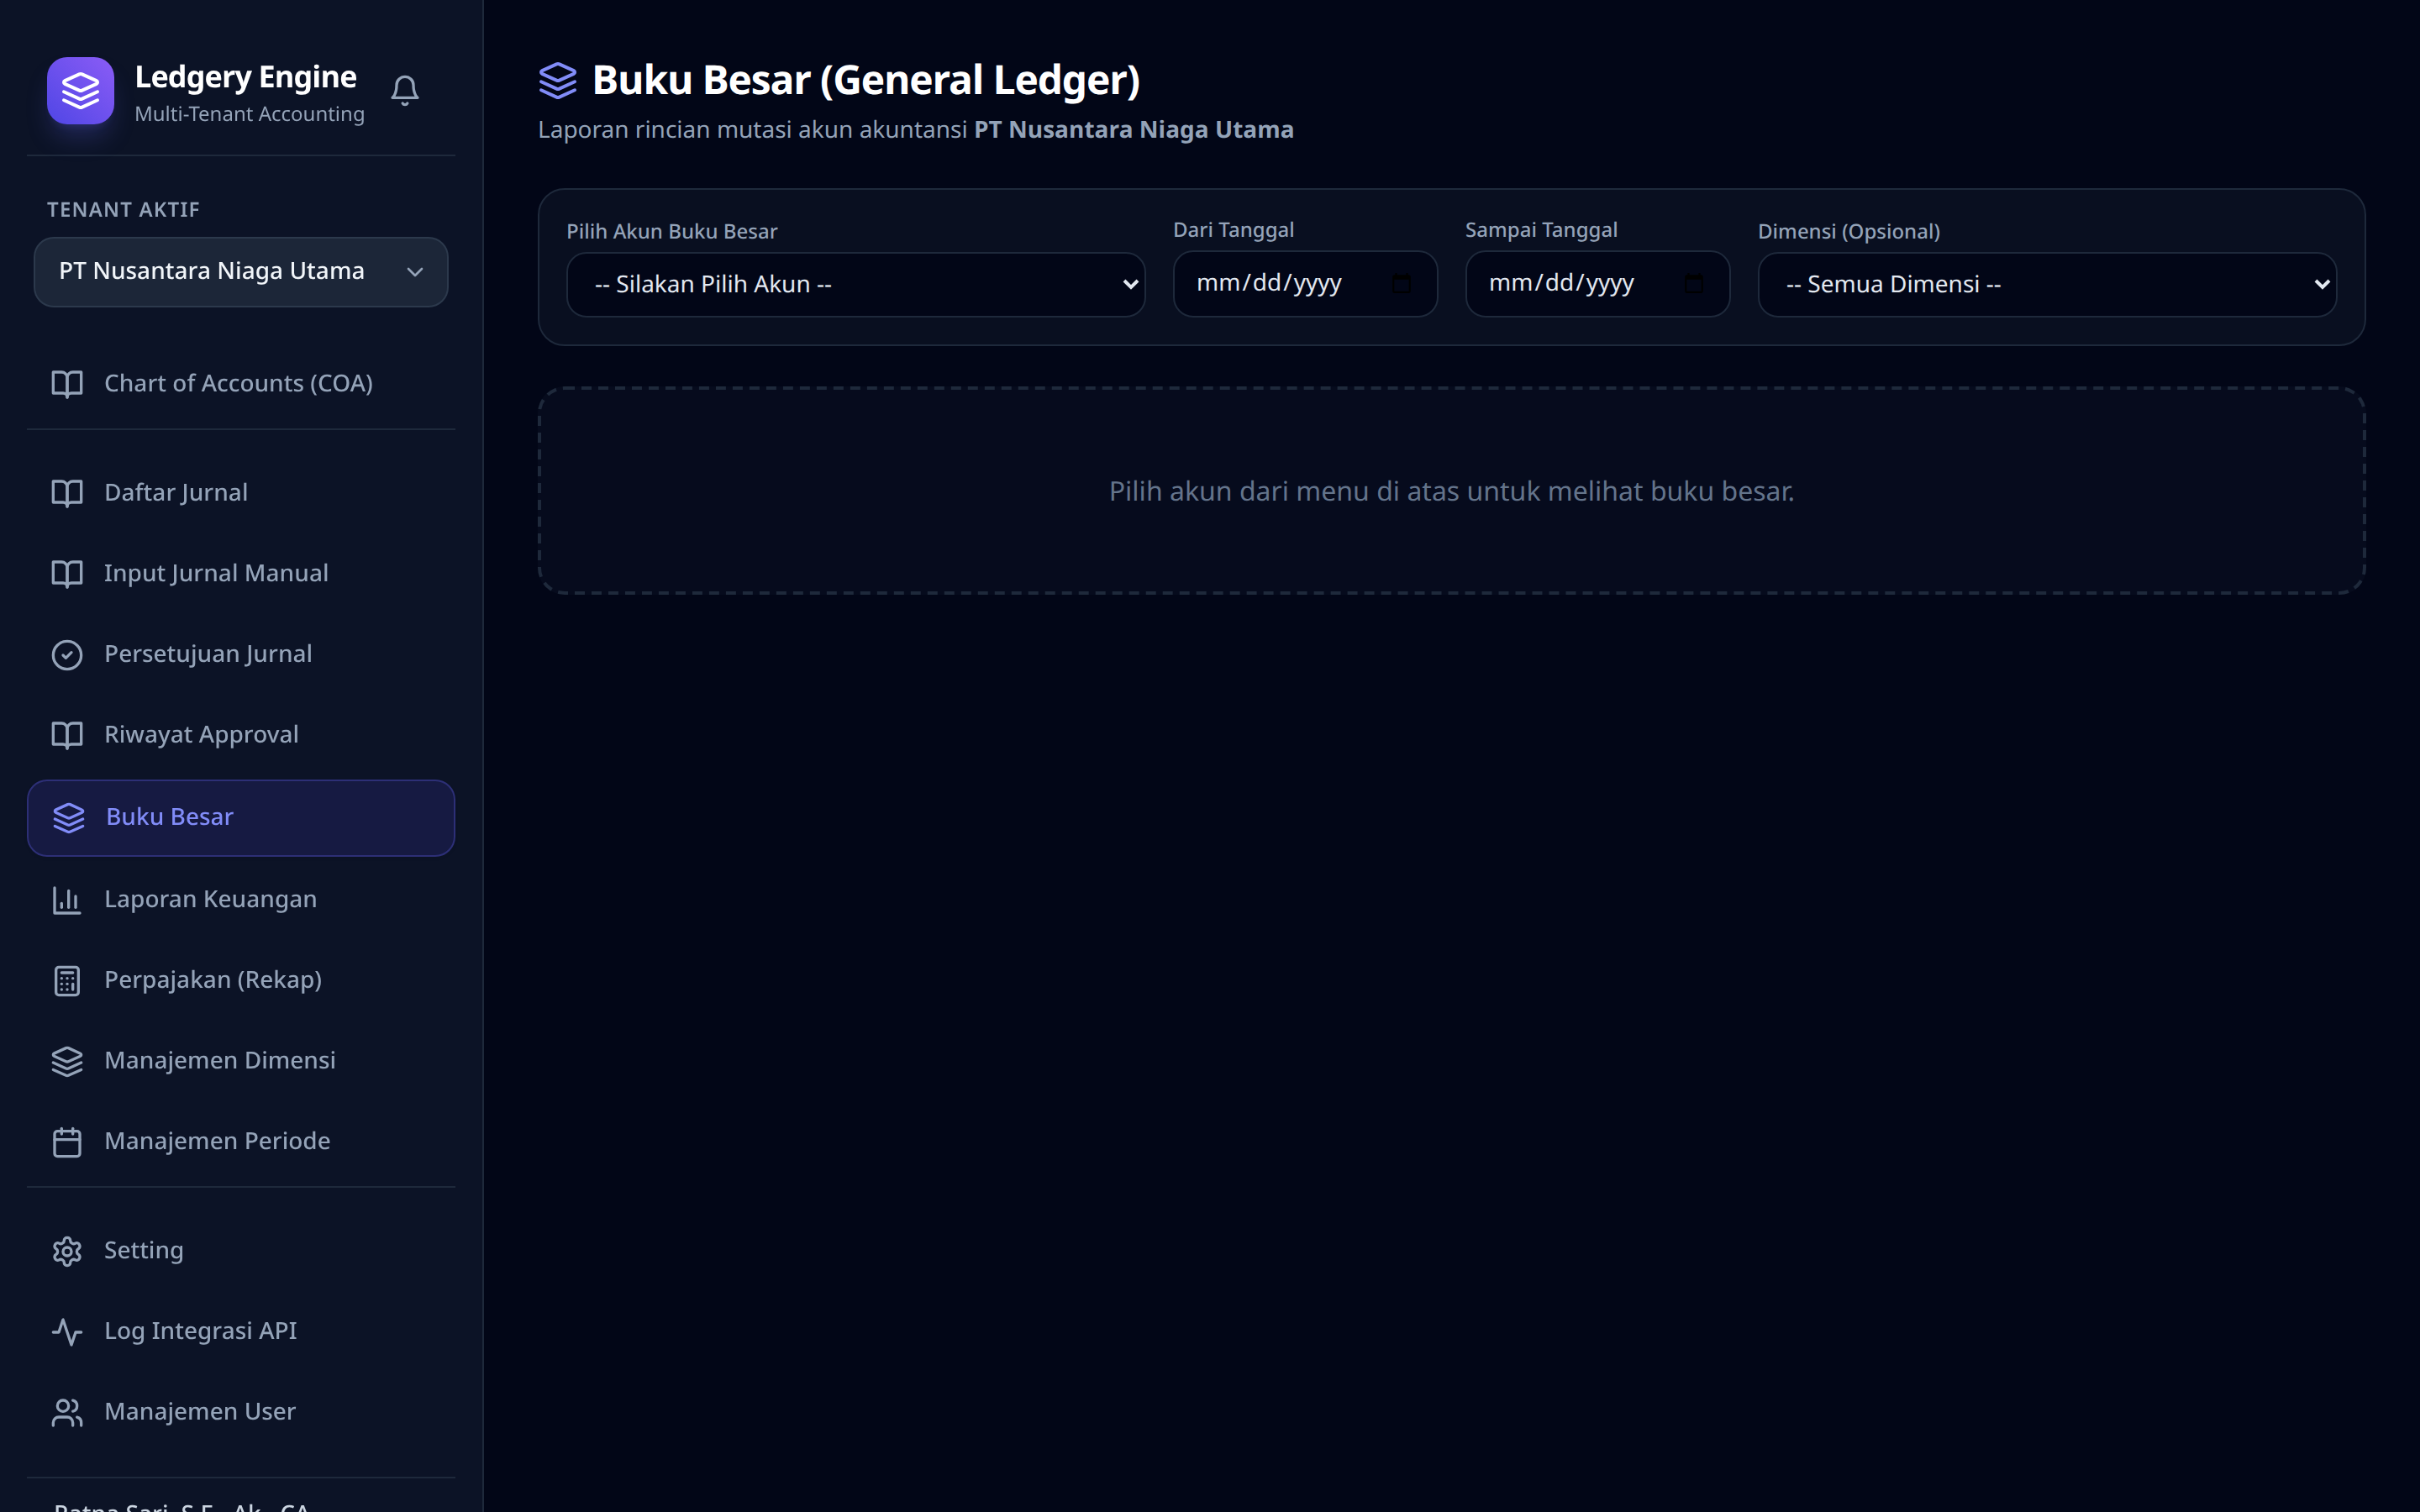 Ledgery Engine
Multi-Tenant Accounting
TENANT AKTIF
PT Nusantara Niaga Utama
Chart of Accounts (COA)
Daftar Jurnal
Input Jurnal Manual
Persetujuan Jurnal
Riwayat Approval
Buku Besar
Laporan Keuangan
Perpajakan (Rekap)
Manajemen Dimensi
Manajemen Periode
Setting
Log Integrasi API
Manajemen User
Ratna Sari, S.E., Ak., CA
Buku Besar (General Ledger)
Laporan rincian mutasi akun akuntansi PT Nusantara Niaga Utama
Pilih Akun Buku Besar
-- Silakan Pilih Akun --
Dari Tanggal
mm/dd/yyyy
Sampai Tanggal
mm/dd/yyyy
Dimensi (Opsional)
-- Semua Dimensi --
Pilih akun dari menu di atas untuk melihat buku besar.